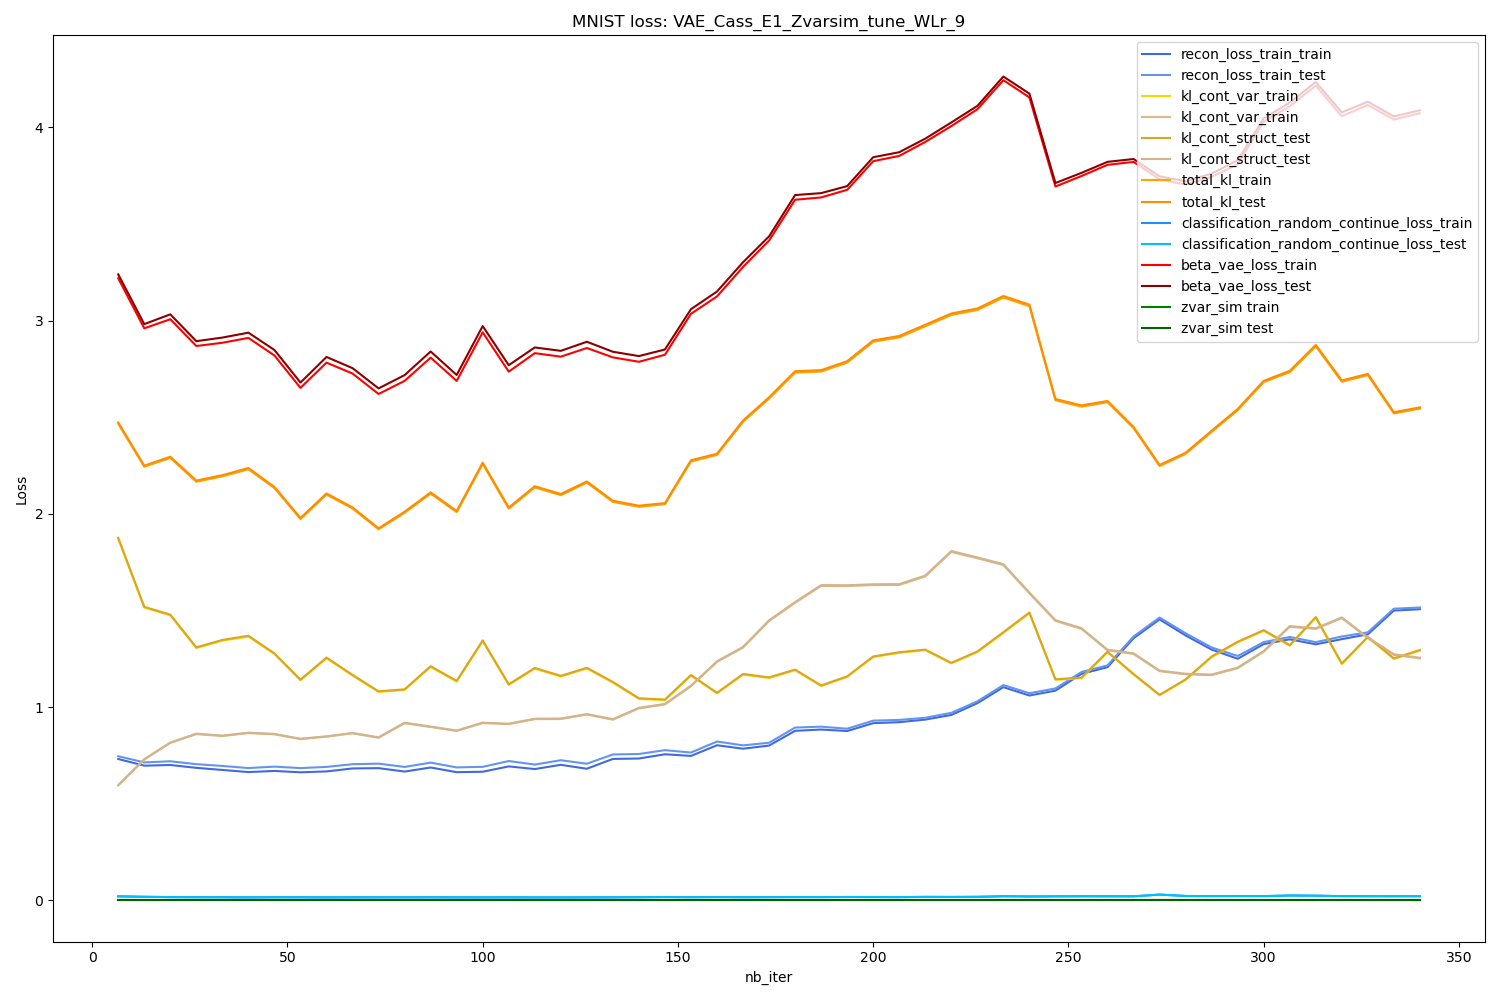 MNIST loss: VAE_Cass_E1_Zvarsim_tune_WLr_9
recon_loss_train_train
recon_loss_train_test
kl_cont_var_train
kl_cont_var_train
kl_cont_struct_test
kl_cont_struct_test
total_kl_train
total_kl_test
classification_random_continue_loss_train
classification_random_continue_loss_test
beta_vae_loss_train
beta_vae_loss_test
zvar_sim train
zvar_sim test
4
3
2
1
0
Loss
0
50
100
150
200
250
300
350
nb_iter